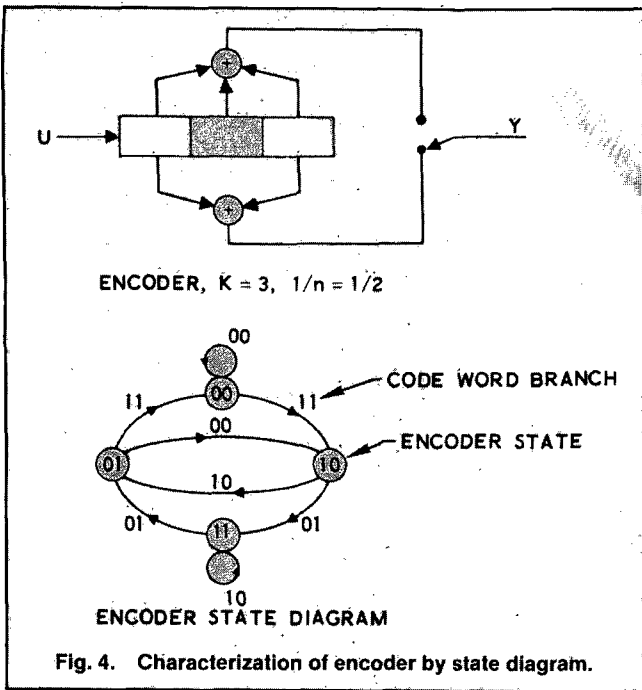 +
U
Y
+
ENCODER, K = 3, 1/n = 1/2
00
11
00
11
CODE WORD BRANCH
00
01
10
ENCODER STATE
10
01
11
01
10
ENCODER STATE DIAGRAM
Fig. 4. Characterization of encoder by state diagram.